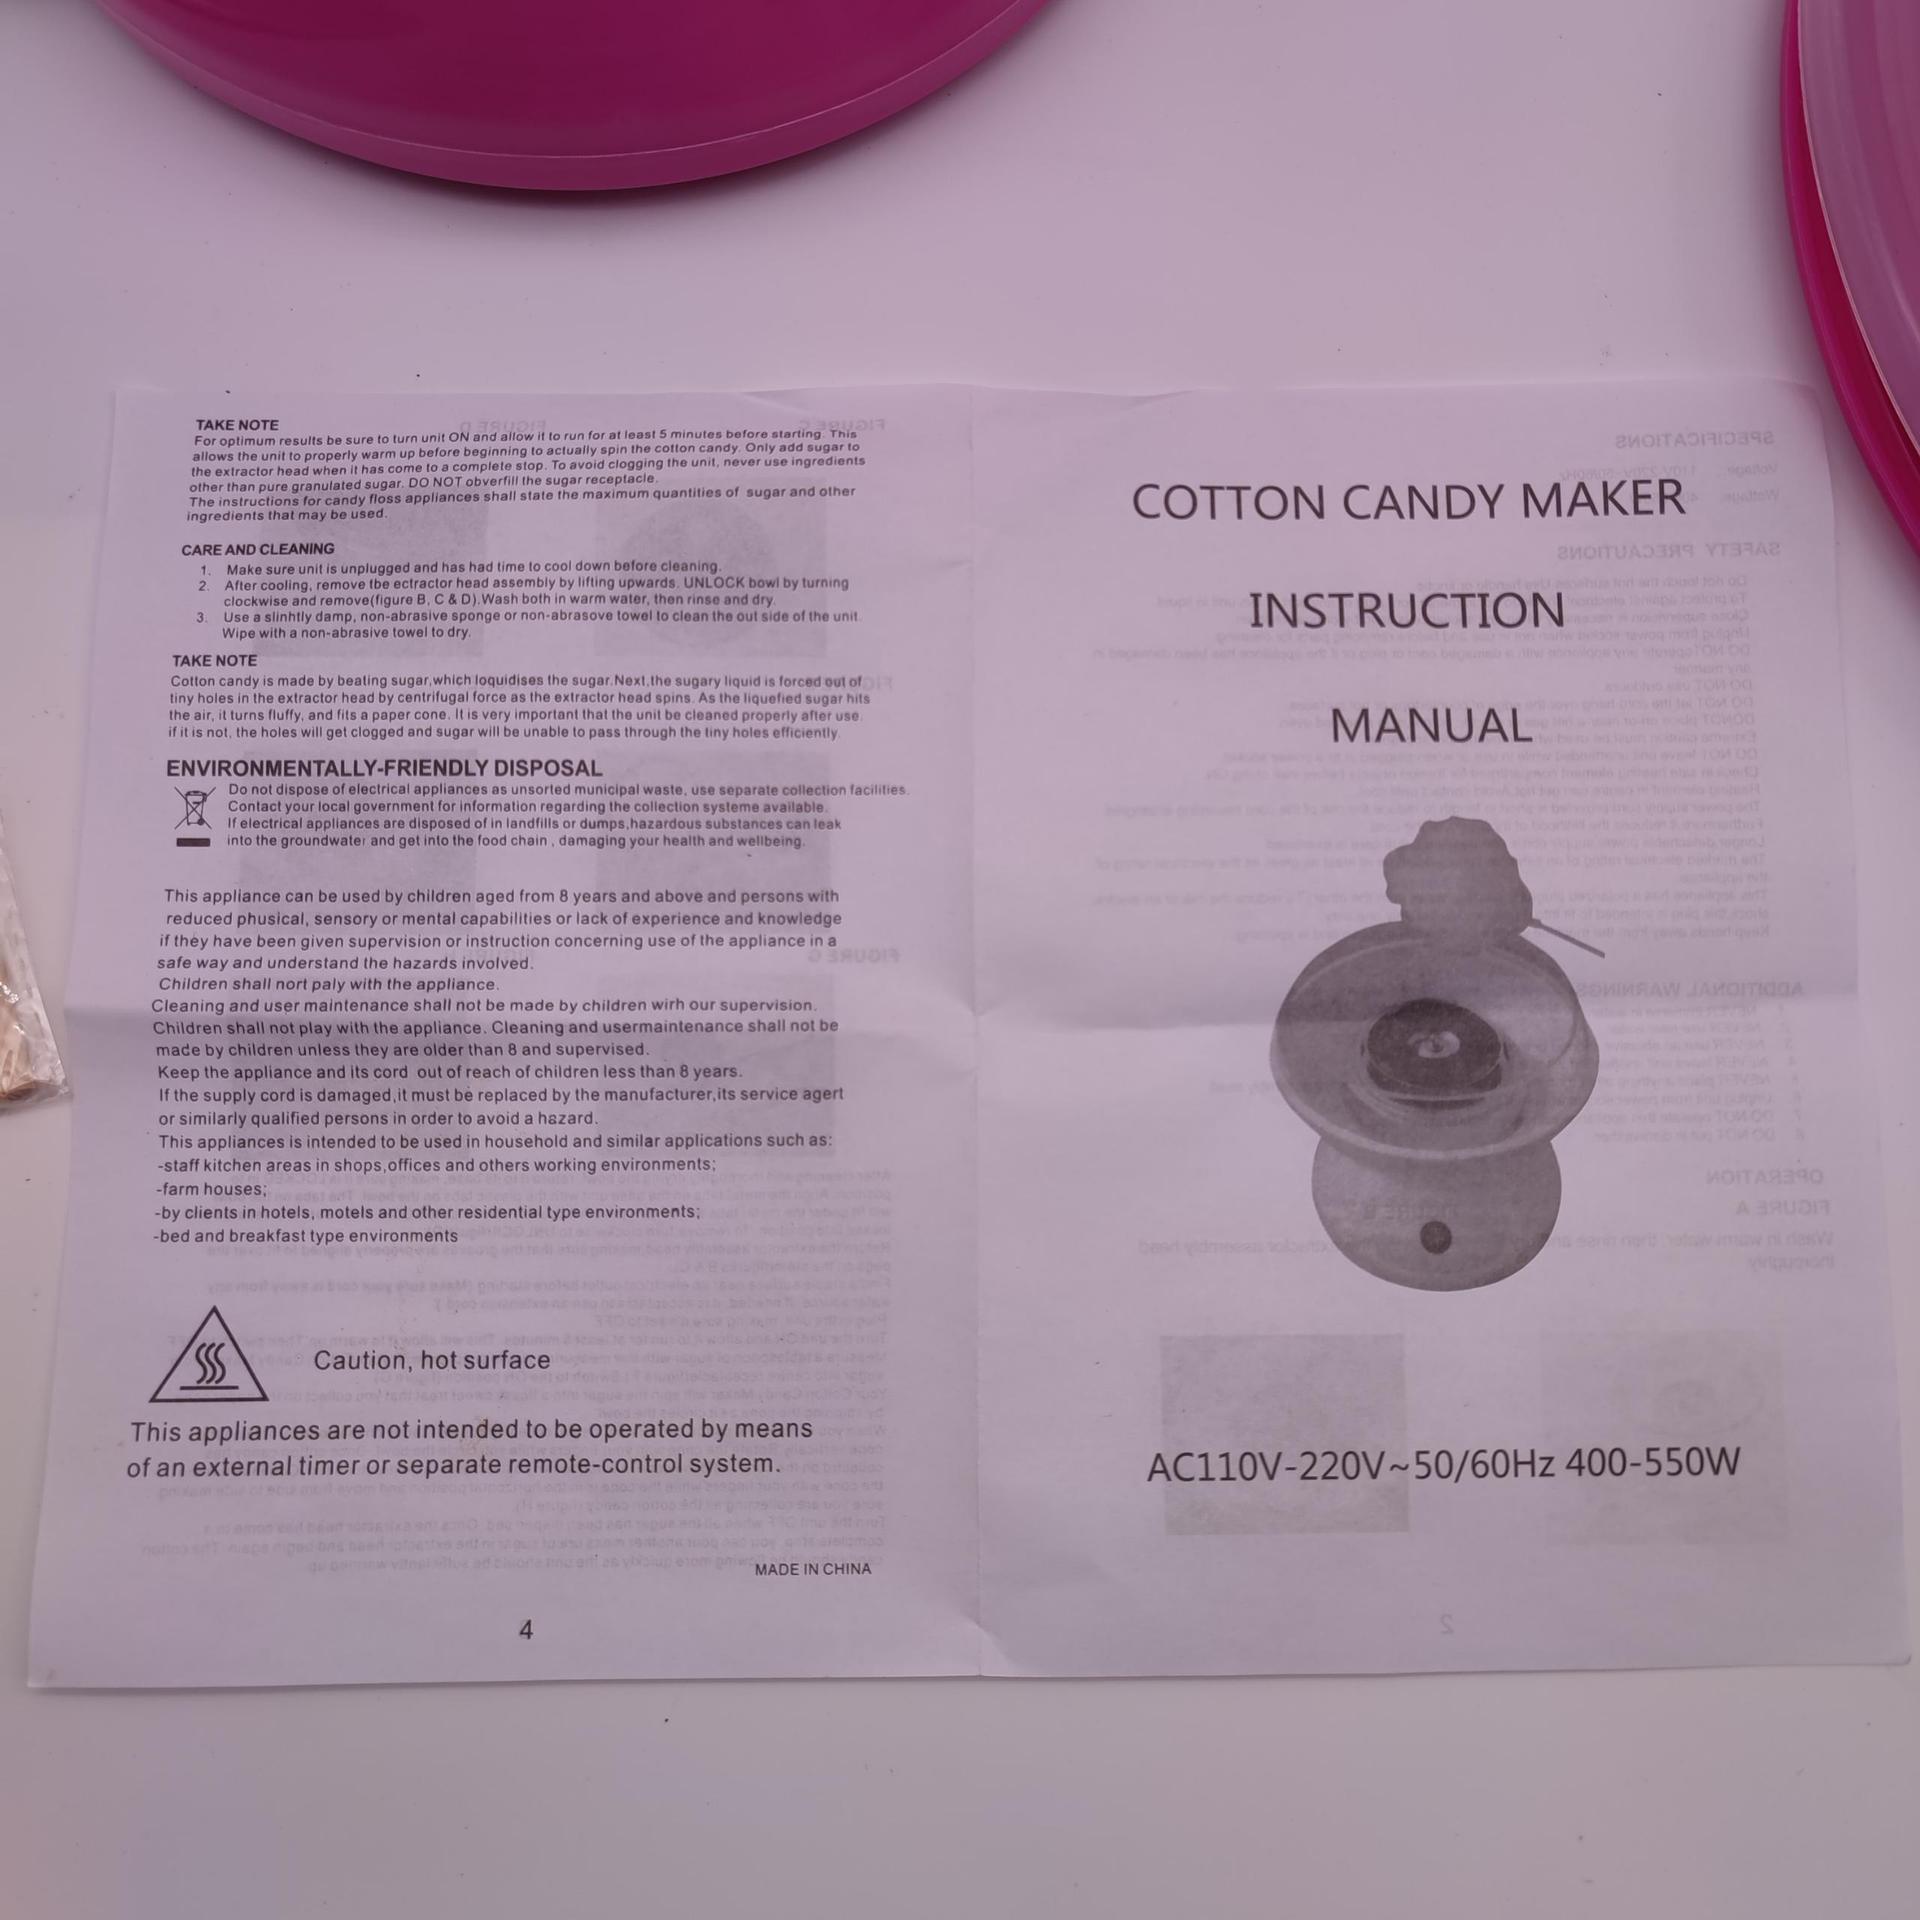 TAKE NOTE
For optimum results be sure to turn unit ON and allow it to run for at least 5 minutes before starting. This
allows the unit to properly warm up before beginning to actually spin the cotton candy. Only add sugar to
the extractor head when it has come to a complete stop. To avoid clogging the unit, never use ingredients
other than pure granulated sugar. DO NOT obverfill the sugar receptacle.
The instructions for candy floss appliances shall state the maximum quantities of sugar and other
ingredients that may be used.
CARE AND CLEANING
1. Make sure unit is unplugged and has had time to cool down before cleaning.
2. After cooling, remove tbe ectractor head assembly by lifting upwards. UNLOCK bowl by turning
clockwise and remove(figure B, C & D).Wash both in warm water, then rinse and dry.
3. Use a slinhtly damp, non-abrasive sponge or non-abrasove towel to clean the out side of the unit.
Wipe with a non-abrasive towel to dry.
TAKE NOTE
Cotton candy is made by beating sugar,which loquidises the sugar.Next,the sugary liquid is forced out of
tiny holes in the extractor head by centrifugal force as the extractor head spins. As the liquefied sugar hits
the air, it turns fluffy, and fits a paper cone. It is very important that the unit be cleaned properly after use.
if it is not, the holes will get clogged and sugar will be unable to pass through the tiny holes efficiently.
ENVIRONMENTALLY-FRIENDLY DISPOSAL
Do not dispose of electrical appliances as unsorted municipal waste, use separate collection facilities.
Contact your local government for information regarding the collection systeme available.
If electrical appliances are disposed of in landfills or dumps,hazardous substances can leak
into the groundwater and get into the food chain , damaging your health and wellbeing.
This appliance can be used by children aged from 8 years and above and persons with
reduced phusical, sensory or mental capabilities or lack of experience and knowledge
if they have been given supervision or instruction concerning use of the appliance in a
safe way and understand the hazards involved.
Children shall nort paly with the appliance.
Cleaning and user maintenance shall not be made by children wirh our supervision.
Children shall not play with the appliance. Cleaning and usermaintenance shall not be
made by children unless they are older than 8 and supervised.
Keep the appliance and its cord out of reach of children less than 8 years.
If the supply cord is damaged,it must be replaced by the manufacturer,its service agert
or similarly qualified persons in order to avoid a hazard.
This appliances is intended to be used in household and similar applications such as:
-staff kitchen areas in shops,offices and others working environments;
-farm houses;
-by clients in hotels, motels and other residential type environments;
-bed and breakfast type environments
Caution, hot surface
This appliances are not intended to be operated by means
of an external timer or separate remote-control system.
MADE IN CHINA
4
COTTON CANDY MAKER
INSTRUCTION
MANUAL
AC110V-220V~50/60Hz 400-550W